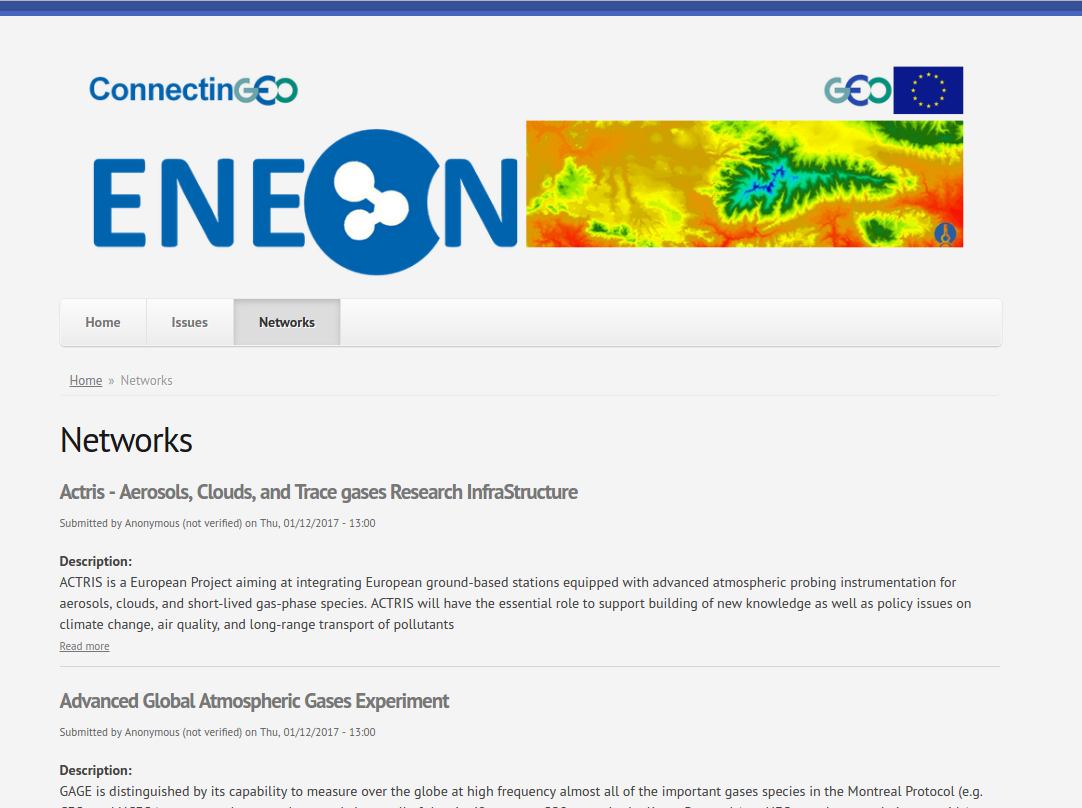 ConnectinGEO
GEO
ENEON
Home Issues Networks
Home » Networks
Networks
Actris - Aerosols, Clouds, and Trace gases Research InfraStructure
Submitted by Anonymous (not verified) on Thu, 01/12/2017 - 13:00
Description:
ACTRIS is a European Project aiming at integrating European ground-based stations equipped with advanced atmospheric probing instrumentation for
aerosols, clouds, and short-lived gas-phase species. ACTRIS will have the essential role to support building of new knowledge as well as policy issues on
climate change, air quality, and long-range transport of pollutants
Read more
Advanced Global Atmospheric Gases Experiment
Submitted by Anonymous (not verified) on Thu, 01/12/2017 - 13:00
Description:
GAGE is distinguished by its capability to measure over the globe at high frequency almost all of the important gases species in the Montreal Protocol (e.g.